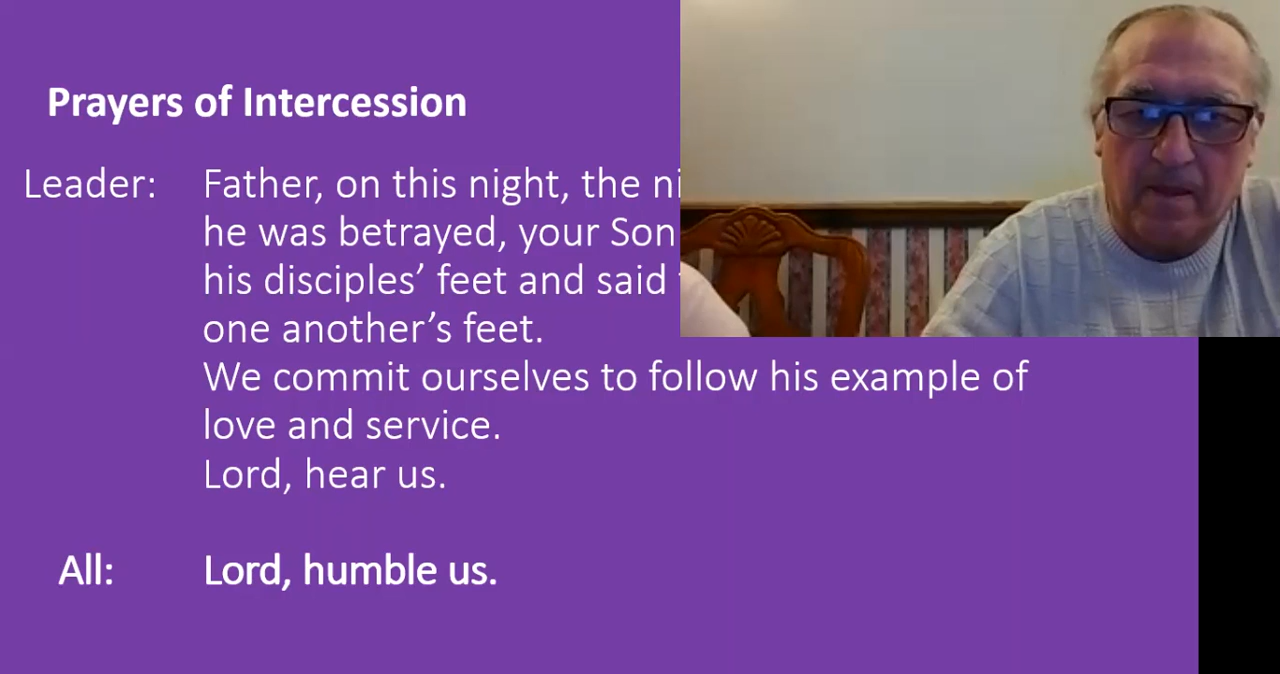 Prayers of Intercession
Leader: Father, on this night, the
he was betrayed, your Son
his disciples’ feet and said
one another’s feet.
We commit ourselves to follow his example of
love and service.
Lord, hear us.
All: Lord, humble us.